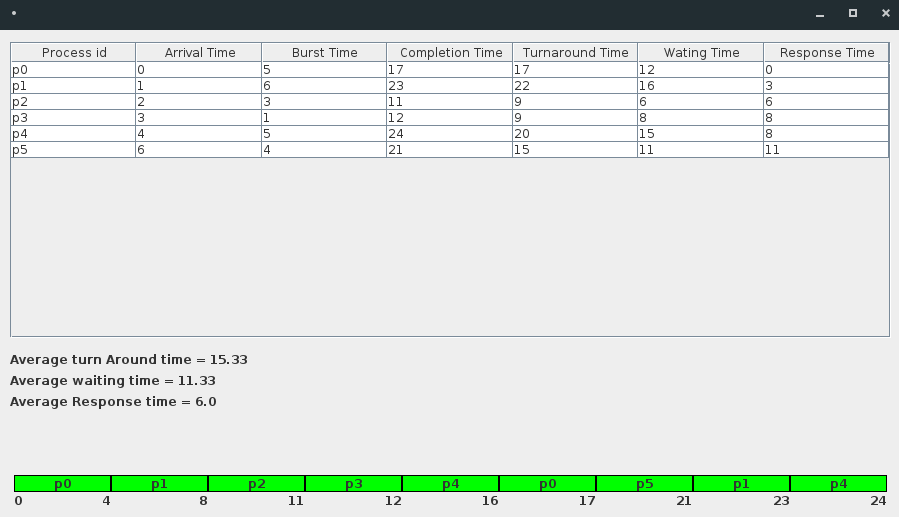 Process id Arrival Time Burst Time Completion Time Turnaround Time Wating Time Response Time
p0 0 5 17 17 12 0
p1 1 6 23 22 16 3
p2 2 3 11 9 6 6
p3 3 1 12 9 8 8
p4 4 5 24 20 15 8
p5 6 4 21 15 11 11
Average turn Around time = 15.33
Average waiting time = 11.33
Average Response time = 6.0
p0 p1 p2 p3 p4 p0 p5 p1 p4
0 4 8 11 12 16 17 21 23 24